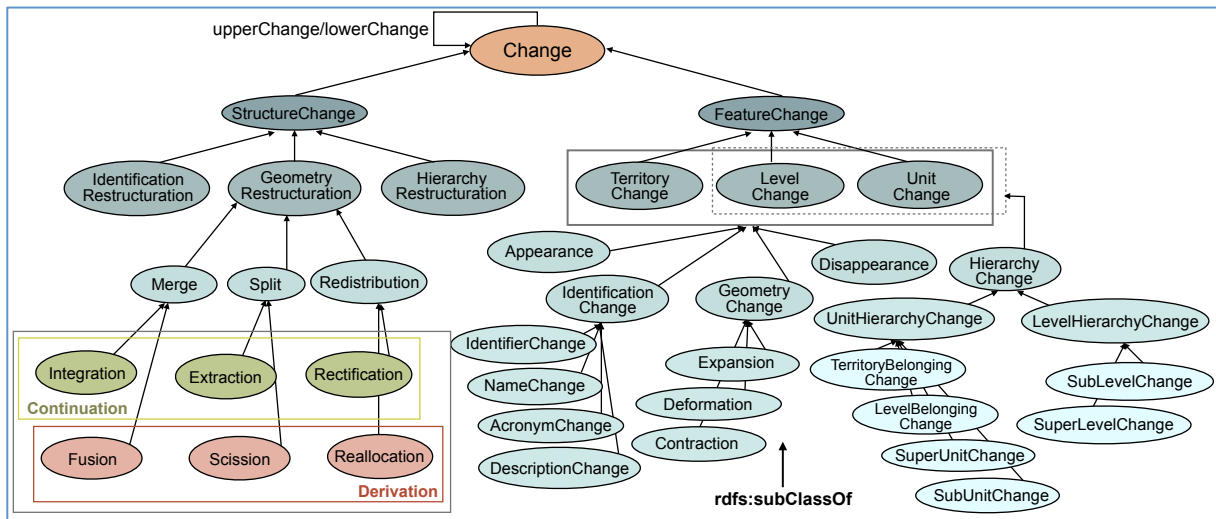 upperChange/lowerChange
Change
StructureChange
FeatureChange
Identification
Restructuration
Geometry
Restructuration
Hierarchy
Restructuration
Territory
Change
Level
Change
Unit
Change
Appearance
Disappearance
Hierarchy
Change
Merge
Split
Redistribution
Identification
Change
Geometry
Change
UnitHierarchyChange
LevelHierarchyChange
IdentifierChange
Expansion
TerritoryBelonging
Change
Integration
Extraction
Rectification
NameChange
SubLevelChange
Continuation
Deformation
LevelBelonging
Change
AcronymChange
SuperLevelChange
Contraction
Fusion
Scission
Reallocation
DescriptionChange
SuperUnitChange
Derivation
rdfs:subClassOf
SubUnitChange